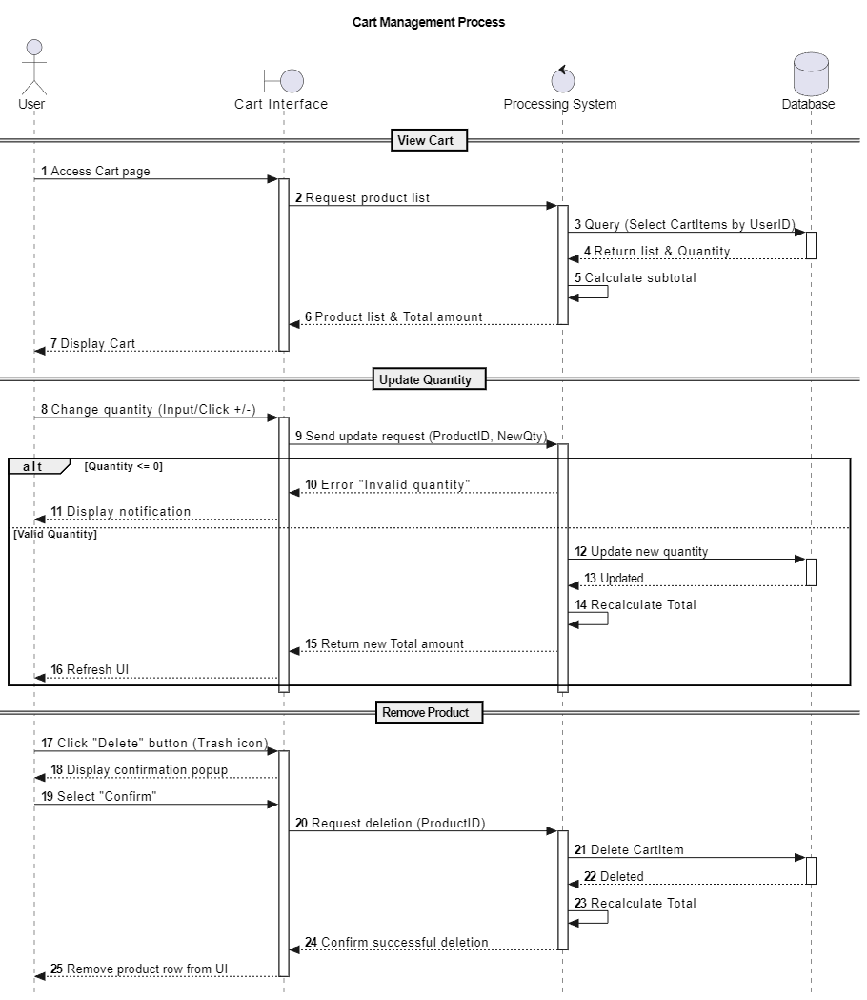 Cart Management Process
User
Cart Interface
Processing System
Database
View Cart
1 Access Cart page
2 Request product list
3 Query (Select CartItems by UserID)
4 Return list & Quantity
5 Calculate subtotal
6 Product list & Total amount
7 Display Cart
Update Quantity
8 Change quantity (Input/Click +/-)
9 Send update request (ProductID, NewQty)
alt [Quantity <= 0]
10 Error "Invalid quantity"
11 Display notification
[Valid Quantity]
12 Update new quantity
13 Updated
14 Recalculate Total
15 Return new Total amount
16 Refresh UI
Remove Product
17 Click "Delete" button (Trash icon)
18 Display confirmation popup
19 Select "Confirm"
20 Request deletion (ProductID)
21 Delete CartItem
22 Deleted
23 Recalculate Total
24 Confirm successful deletion
25 Remove product row from UI